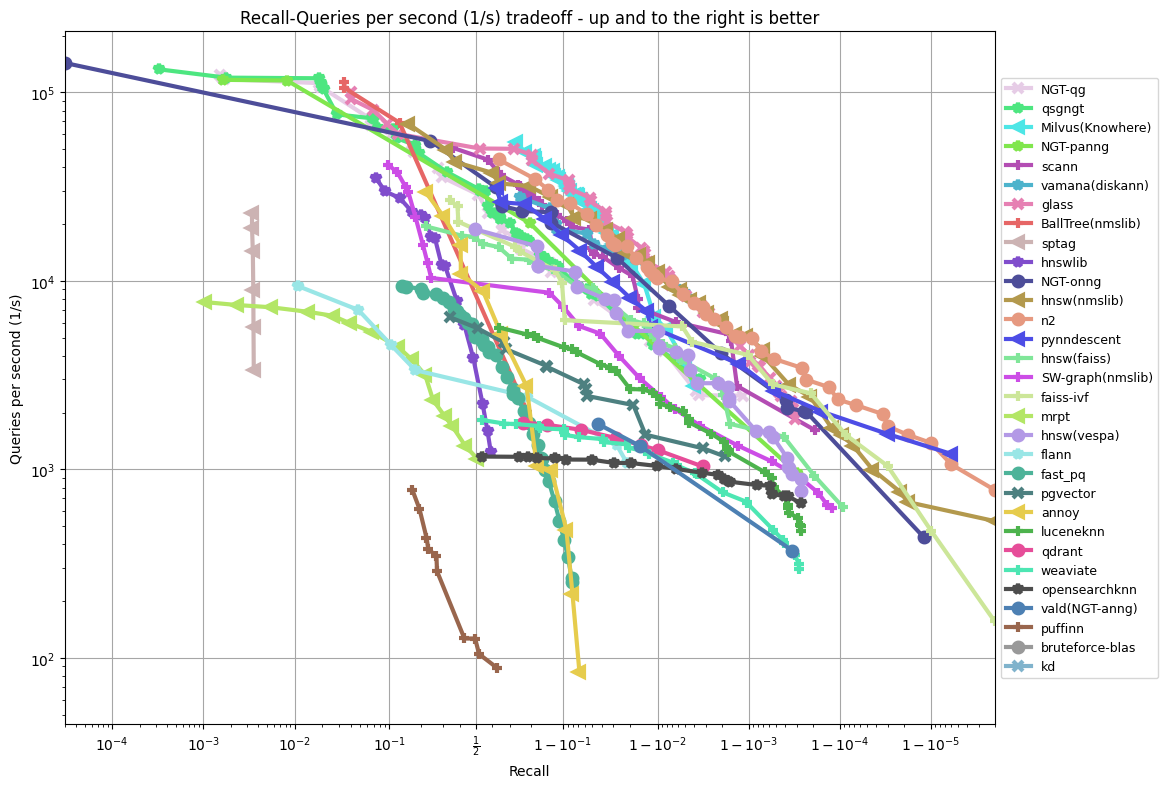 Recall-Queries per second (1/s) tradeoff - up and to the right is better
Queries per second (1/s)
10^5
10^4
10^3
10^2
10^-4
10^-3
10^-2
10^-1
1/2
1 − 10^-1
1 − 10^-2
1 − 10^-3
1 − 10^-4
1 − 10^-5
Recall
NGT-qg
qsgngt
Milvus(Knowhere)
NGT-panng
scann
vamana(diskann)
glass
BallTree(nmslib)
sptag
hnswlib
NGT-onng
hnsw(nmslib)
n2
pynndescent
hnsw(faiss)
SW-graph(nmslib)
faiss-ivf
mrpt
hnsw(vespa)
flann
fast_pq
pgvector
annoy
luceneknn
qdrant
weaviate
opensearchknn
vald(NGT-anng)
puffinn
bruteforce-blas
kd